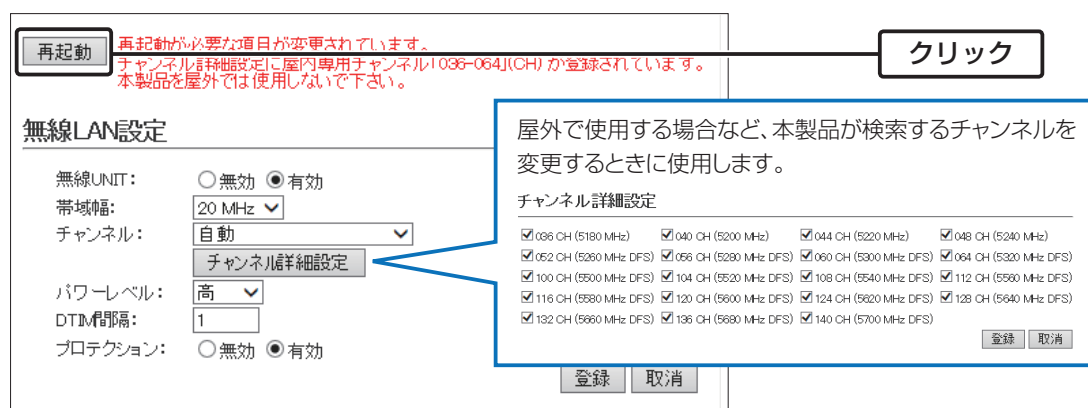 再起動
再起動が必要な項目が変更されています。
チャンネル詳細設定に屋内専用チャンネル「036-064」(CH) が登録されています。
本製品を屋外では使用しないで下さい。
クリック
無線LAN設定
無線UNIT： 無効 有効
帯域幅： 20 MHz
チャンネル： 自動
チャンネル詳細設定
パワーレベル： 高
DTIM間隔： 1
プロテクション： 無効 有効
登録 取消
屋外で使用する場合など、本製品が検索するチャンネルを
変更するときに使用します。
チャンネル詳細設定
036 CH (5180 MHz) 040 CH (5200 MHz) 044 CH (5220 MHz) 048 CH (5240 MHz)
052 CH (5260 MHz DFS) 056 CH (5280 MHz DFS) 060 CH (5300 MHz DFS) 064 CH (5320 MHz DFS)
100 CH (5500 MHz DFS) 104 CH (5520 MHz DFS) 108 CH (5540 MHz DFS) 112 CH (5560 MHz DFS)
116 CH (5580 MHz DFS) 120 CH (5600 MHz DFS) 124 CH (5620 MHz DFS) 128 CH (5640 MHz DFS)
132 CH (5660 MHz DFS) 136 CH (5680 MHz DFS) 140 CH (5700 MHz DFS)
登録 取消